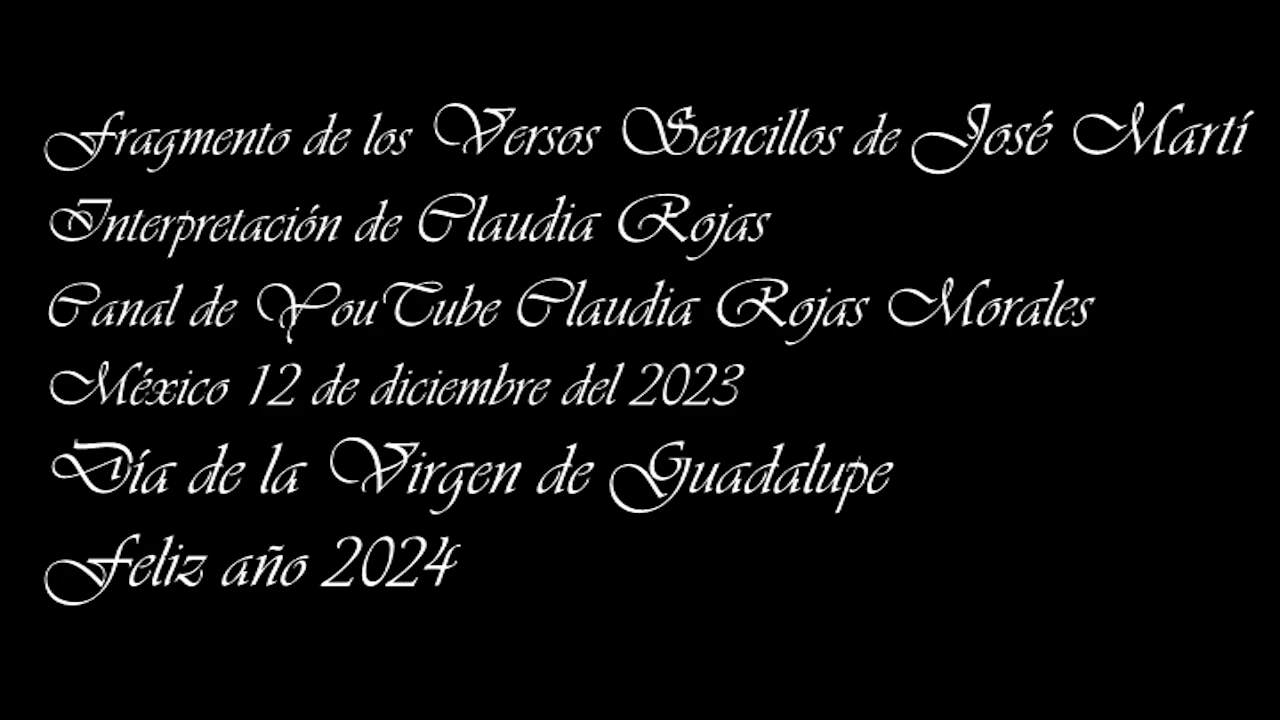 Fragmento de los Versos Sencillos de José Martí
Interpretación de Claudia Rojas
Canal de YouTube Claudia Rojas Morales
México 12 de diciembre del 2023
Día de la Virgen de Guadalupe
Feliz año 2024